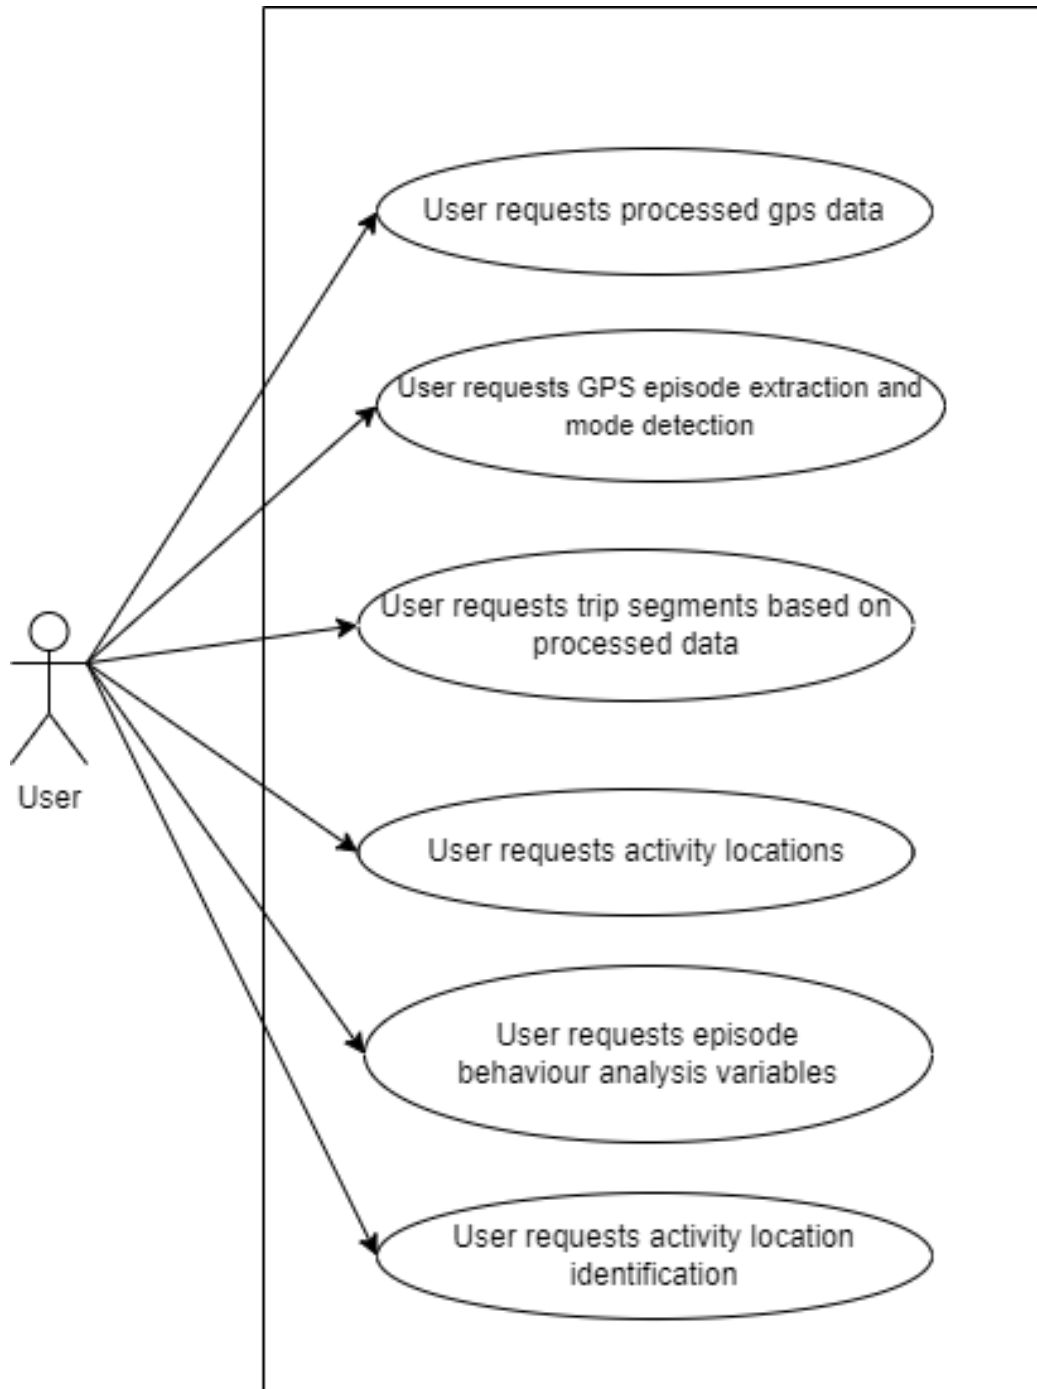 User requests processed gps data
User requests GPS episode extraction and
mode detection
User requests trip segments based on
processed data
User
User requests activity locations
User requests episode
behaviour analysis variables
User requests activity location
identification